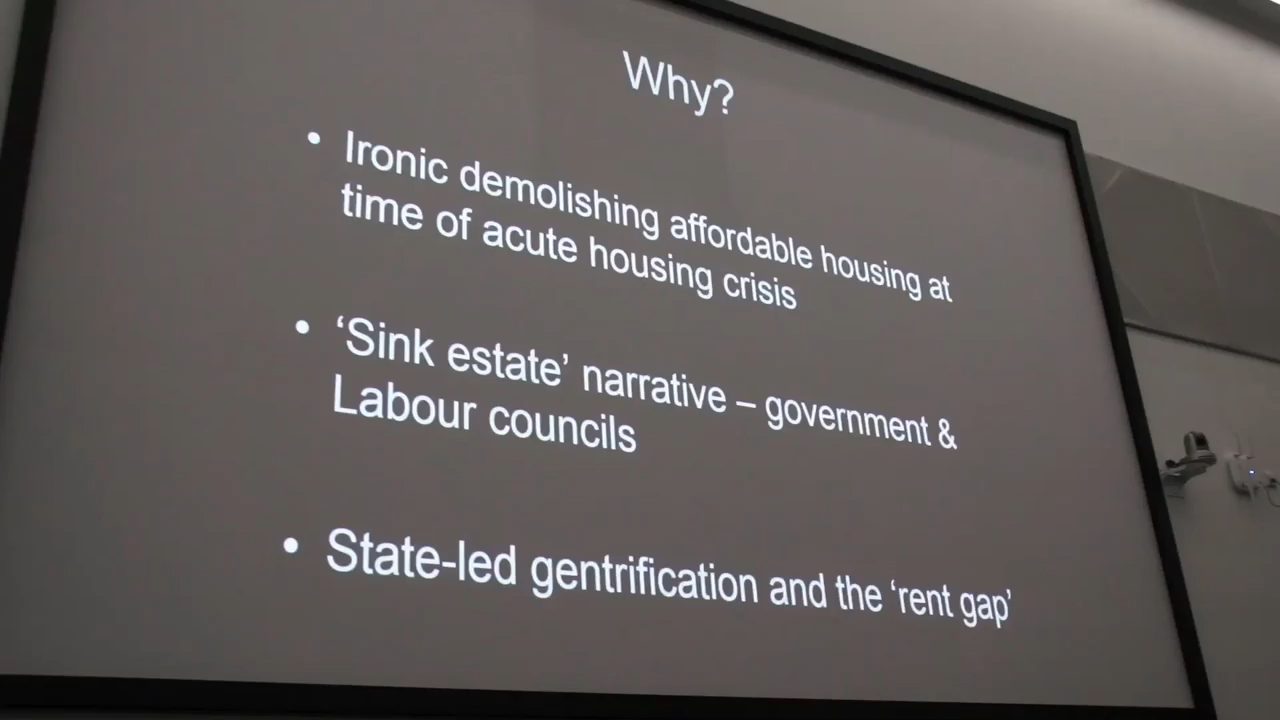 Why?
• Ironic demolishing affordable housing at
time of acute housing crisis
• ‘Sink estate’ narrative – government &
Labour councils
• State-led gentrification and the ‘rent gap’